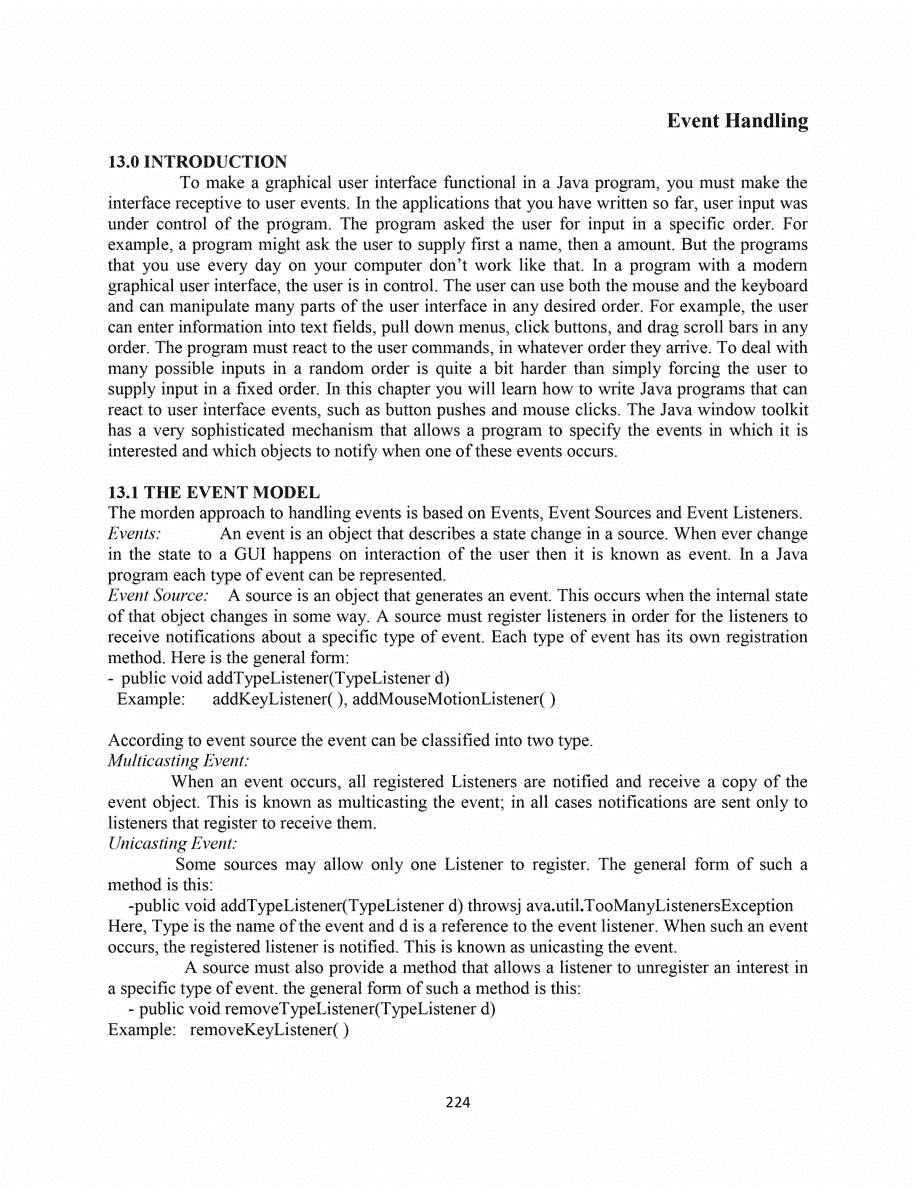 Event Handling
13.0 INTRODUCTION
To make a graphical user interface functional in a Java program, you must make the
interface receptive to user events. In the applications that you have written so far, user input was
under control of the program. The program asked the user for input in a specific order. For
example, a program might ask the user to supply first a name, then a amount. But the programs
that you use every day on your computer don’t work like that. In a program with a modern
graphical user interface, the user is in control. The user can use both the mouse and the keyboard
and can manipulate many parts of the user interface in any desired order. For example, the user
can enter information into text fields, pull down menus, click buttons, and drag scroll bars in any
order. The program must react to the user commands, in whatever order they arrive. To deal with
many possible inputs in a random order is quite a bit harder than simply forcing the user to
supply input in a fixed order. In this chapter you will learn how to write Java programs that can
react to user interface events, such as button pushes and mouse clicks. The Java window toolkit
has a very sophisticated mechanism that allows a program to specify the events in which it is
interested and which objects to notify when one of these events occurs.
13.1 THE EVENT MODEL
The morden approach to handling events is based on Events, Event Sources and Event Listeners.
Events: An event is an object that describes a state change in a source. When ever change
in the state to a GUI happens on interaction of the user then it is known as event. In a Java
program each type of event can be represented.
Event Source: A source is an object that generates an event. This occurs when the internal state
of that object changes in some way. A source must register listeners in order for the listeners to
receive notifications about a specific type of event. Each type of event has its own registration
method. Here is the general form:
- public void addTypeListener(TypeListener d)
Example: addKeyListener( ), addMouseMotionListener( )
According to event source the event can be classified into two type.
Multicasting Event:
When an event occurs, all registered Listeners are notified and receive a copy of the
event object. This is known as multicasting the event; in all cases notifications are sent only to
listeners that register to receive them.
Unicasting Event:
Some sources may allow only one Listener to register. The general form of such a
method is this:
-public void addTypeListener(TypeListener d) throwsj ava.util.TooManyListenersException
Here, Type is the name of the event and d is a reference to the event listener. When such an event
occurs, the registered listener is notified. This is known as unicasting the event.
A source must also provide a method that allows a listener to unregister an interest in
a specific type of event. the general form of such a method is this:
- public void removeTypeListener(TypeListener d)
Example: removeKeyListener( )
224